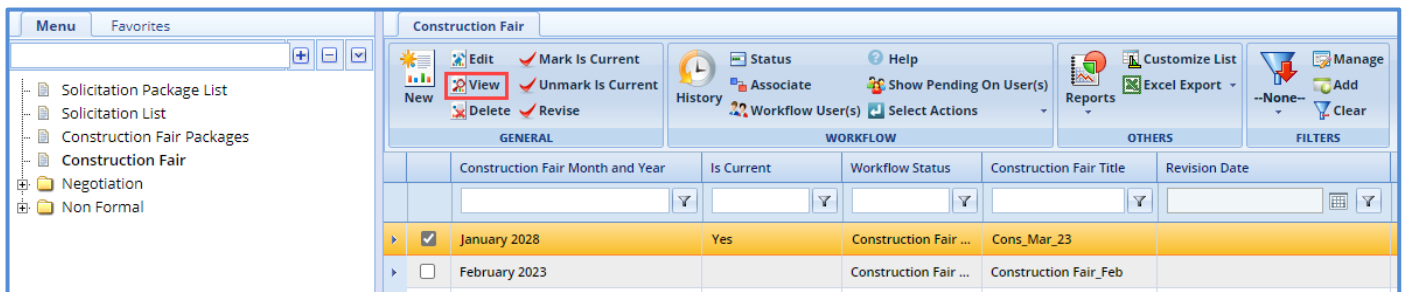 Menu Favorites
Solicitation Package List
Solicitation List
Construction Fair Packages
Construction Fair
Negotiation
Non Formal
Construction Fair
New
Edit Mark Is Current
View Unmark Is Current
Delete Revise
GENERAL
History
Status Help
Associate Show Pending On User(s)
Workflow User(s) Select Actions
WORKFLOW
Reports
Customize List
Excel Export
OTHERS
--None--
Manage
Add
Clear
FILTERS
Construction Fair Month and Year Is Current Workflow Status Construction Fair Title Revision Date
January 2028 Yes Construction Fair ... Cons_Mar_23
February 2023 Construction Fair ... Construction Fair_Feb